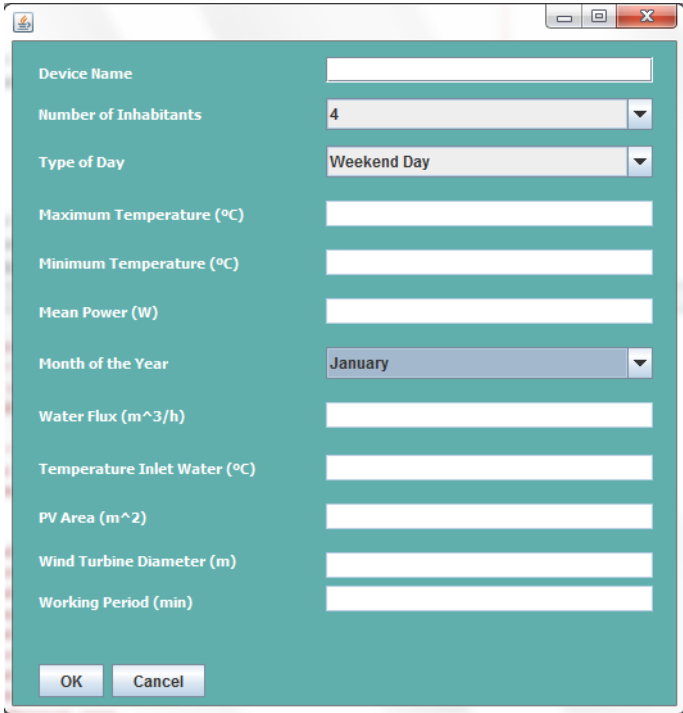 Device Name
Number of Inhabitants 4
Type of Day Weekend Day
Maximum Temperature (ºC)
Minimum Temperature (ºC)
Mean Power (W)
Month of the Year January
Water Flux (m^3/h)
Temperature Inlet Water (ºC)
PV Area (m^2)
Wind Turbine Diameter (m)
Working Period (min)
OK Cancel